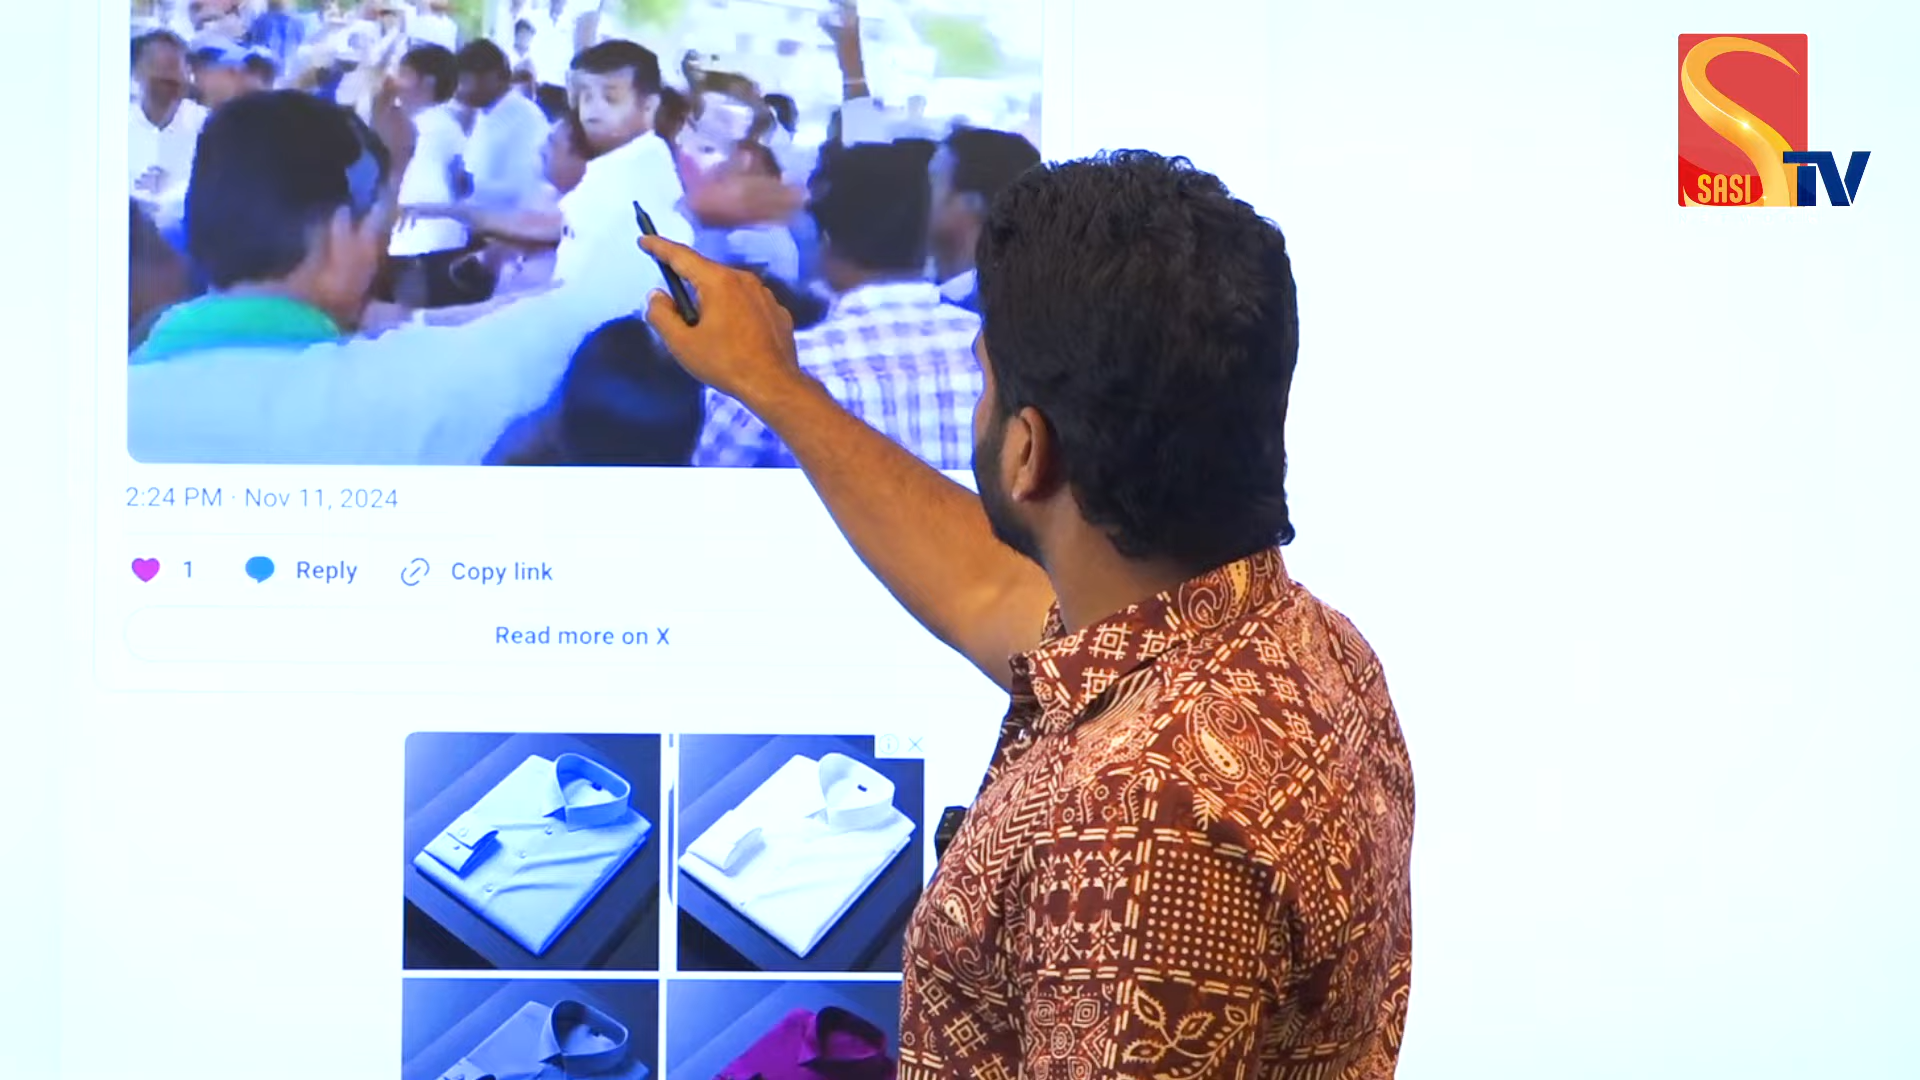 SASI TV
2:24 PM · Nov 11, 2024
1 Reply Copy link
Read more on X